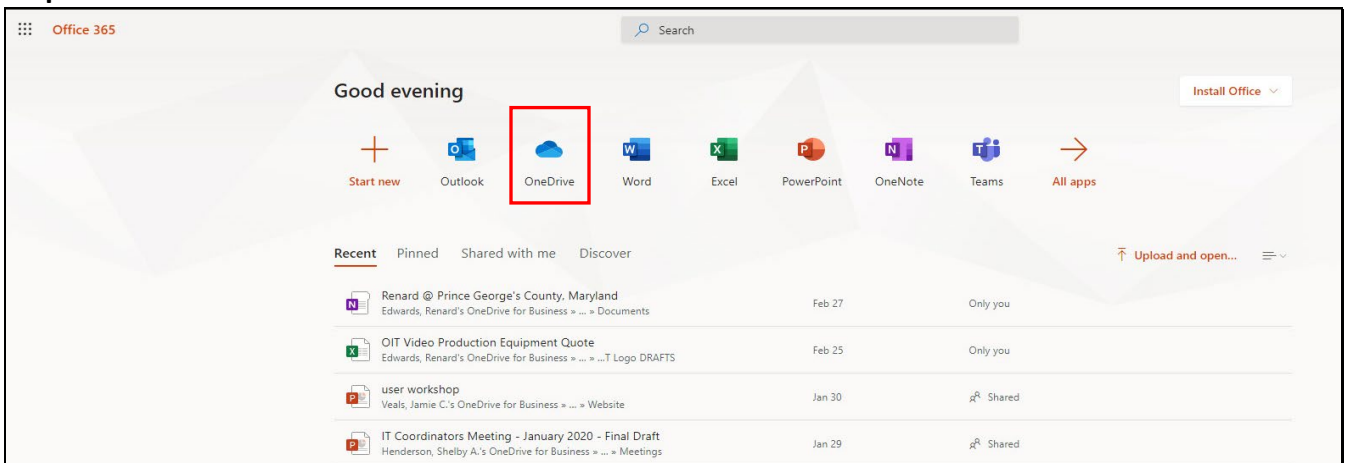 Office 365
Search
Good evening
Install Office
Start new Outlook OneDrive Word Excel PowerPoint OneNote Teams All apps
Recent Pinned Shared with me Discover Upload and open...
Renard @ Prince George's County, Maryland Feb 27 Only you
Edwards, Renard's OneDrive for Business » ... » Documents
OIT Video Production Equipment Quote Feb 25 Only you
Edwards, Renard's OneDrive for Business » ... » ...T Logo DRAFTS
user workshop Jan 30 Shared
Veals, Jamie C.'s OneDrive for Business » ... » Website
IT Coordinators Meeting - January 2020 - Final Draft Jan 29 Shared
Henderson, Shelby A.'s OneDrive for Business » ... » Meetings